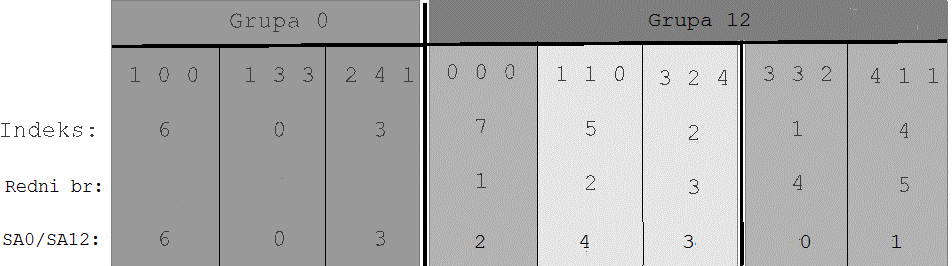 Grupa 0 Grupa 12
1 0 0 1 3 3 2 4 1 0 0 0 1 1 0 3 2 4 3 3 2 4 1 1
Indeks: 6 0 3 7 5 2 1 4
Redni br: 1 2 3 4 5
SA0/SA12: 6 0 3 2 4 3 0 1